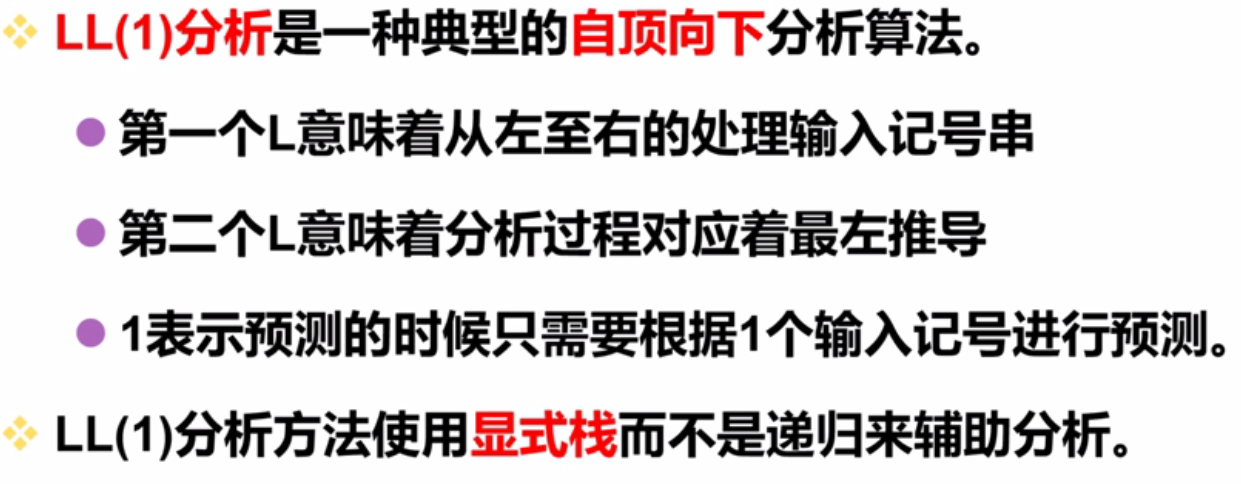 LL(1)分析是一种典型的自顶向下分析算法。
第一个L意味着从左至右的处理输入记号串
第二个L意味着分析过程对应着最左推导
1表示预测的时候只需要根据1个输入记号进行预测。
LL(1)分析方法使用显式栈而不是递归来辅助分析。